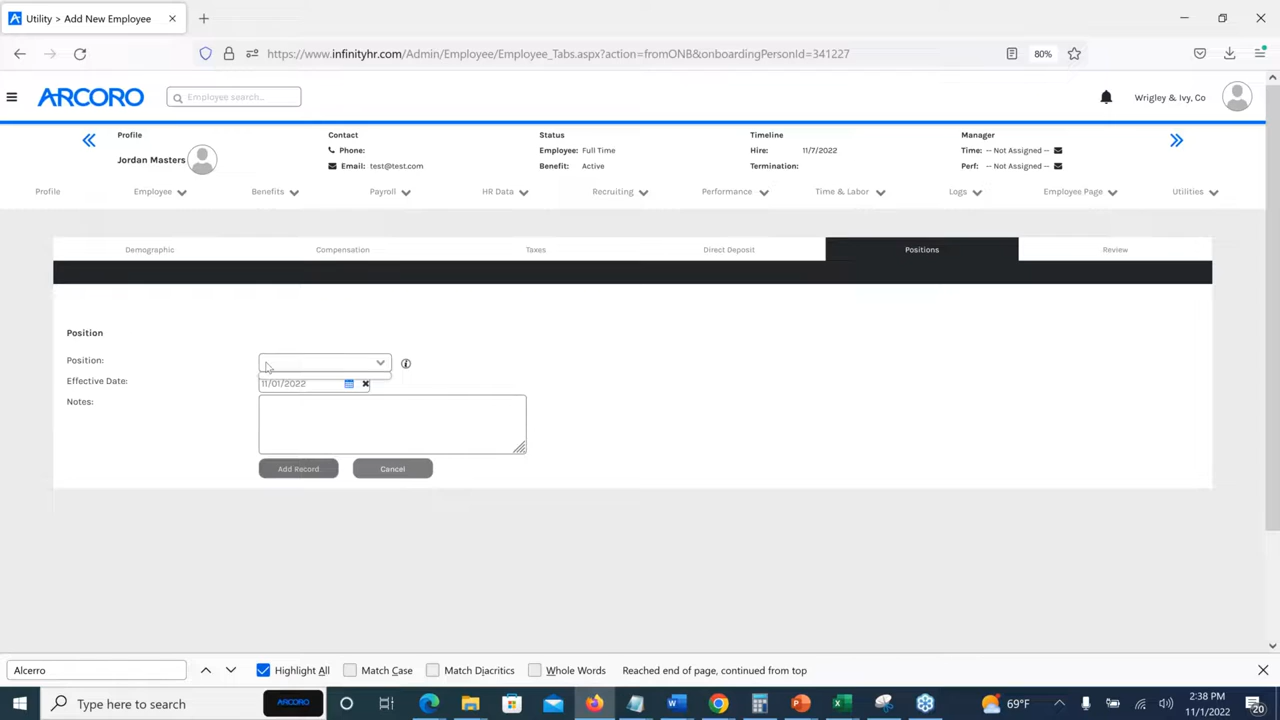 Utility > Add New Employee
https://www.infinityhr.com/Admin/Employee/Employee_Tabs.aspx?action=fromONB&onboardingPersonId=341227
80%
ARCORO
Employee search...
Wrigley & Ivy, Co
Profile
Contact
Status
Timeline
Manager
Jordan Masters
Phone:
Employee: Full Time
Hire: 11/7/2022
Time: -- Not Assigned --
Email: test@test.com
Benefit: Active
Termination:
Perf: -- Not Assigned --
Profile Employee Benefits Payroll HR Data Recruiting Performance Time & Labor Logs Employee Page Utilities
Demographic Compensation Taxes Direct Deposit Positions Review
Position
Position:
Effective Date: 11/01/2022
Notes:
Add Record Cancel
Alcerro Highlight All Match Case Match Diacritics Whole Words Reached end of page, continued from top
Type here to search
ARCORO
69°F
2:38 PM
11/1/2022
20